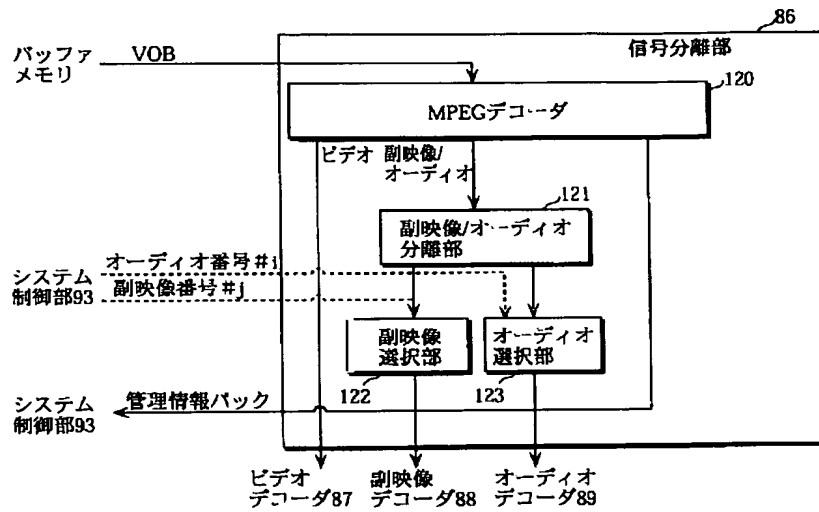 86
信号分離部
バッファ
メモリ
VOB
120
MPEGデコーダ
ビデオ
副映像/
オーディオ
121
副映像/オーディオ
分離部
オーディオ番号#i
システム
制御部93
副映像番号#j
副映像
選択部
オーディオ
選択部
122
123
管理情報パック
システム
制御部93
ビデオ
デコーダ87
副映像
デコーダ88
オーディオ
デコーダ89